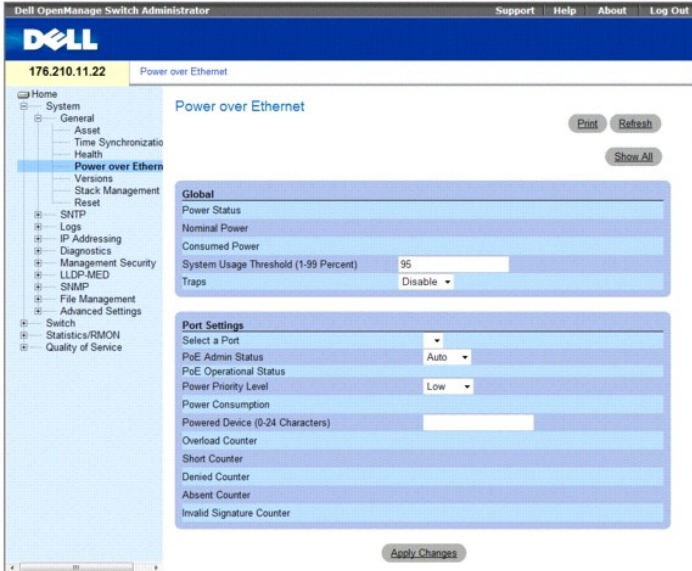 Dell OpenManage Switch Administrator
Support Help About Log Out
DELL
176.210.11.22
Power over Ethernet
Home
System
General
Asset
Time Synchronizatio
Health
Power over Ethern
Versions
Stack Management
Reset
SNTP
Logs
IP Addressing
Diagnostics
Management Security
LLDP-MED
SNMP
File Management
Advanced Settings
Switch
Statistics/RMON
Quality of Service
Power over Ethernet
Print Refresh
Show All
Global
Power Status
Nominal Power
Consumed Power
System Usage Threshold (1-99 Percent) 95
Traps Disable
Port Settings
Select a Port
PoE Admin Status Auto
PoE Operational Status
Power Priority Level Low
Power Consumption
Powered Device (0-24 Characters)
Overload Counter
Short Counter
Denied Counter
Absent Counter
Invalid Signature Counter
Apply Changes